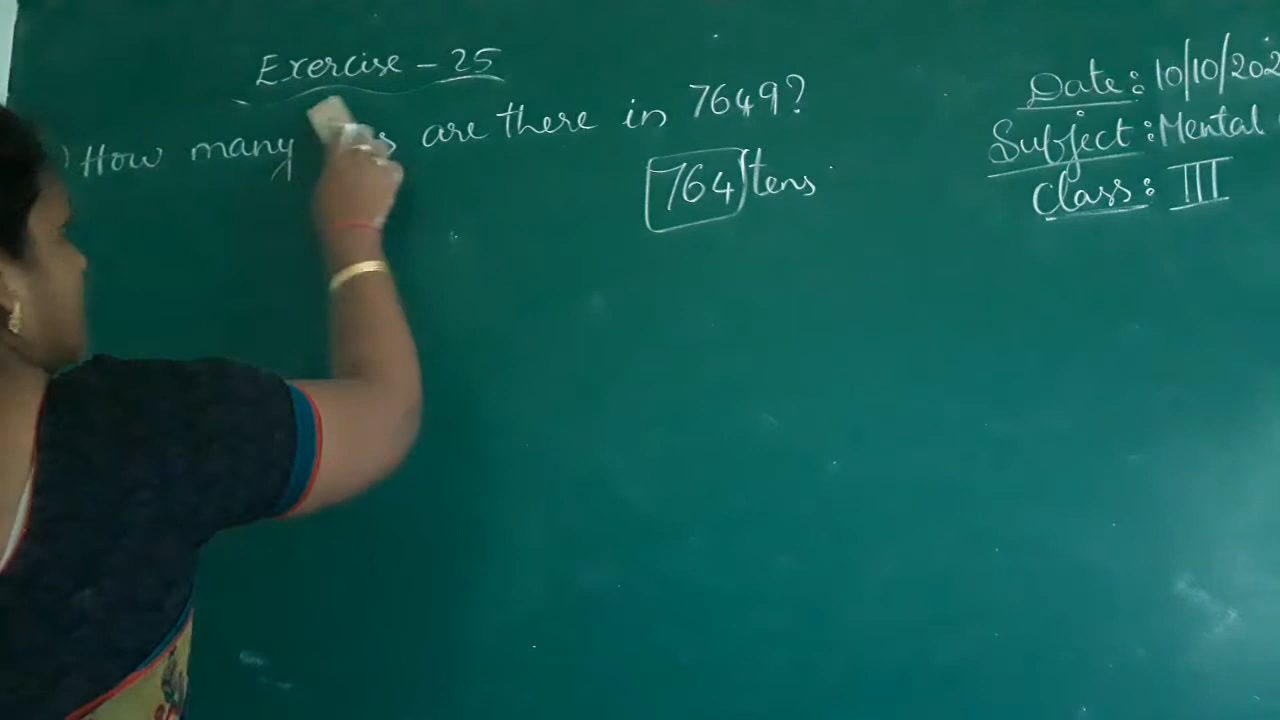 Exercise - 25
) How many are there in 7649?
764 tens
Date: 10/10/202
Subject: Mental
Class: III